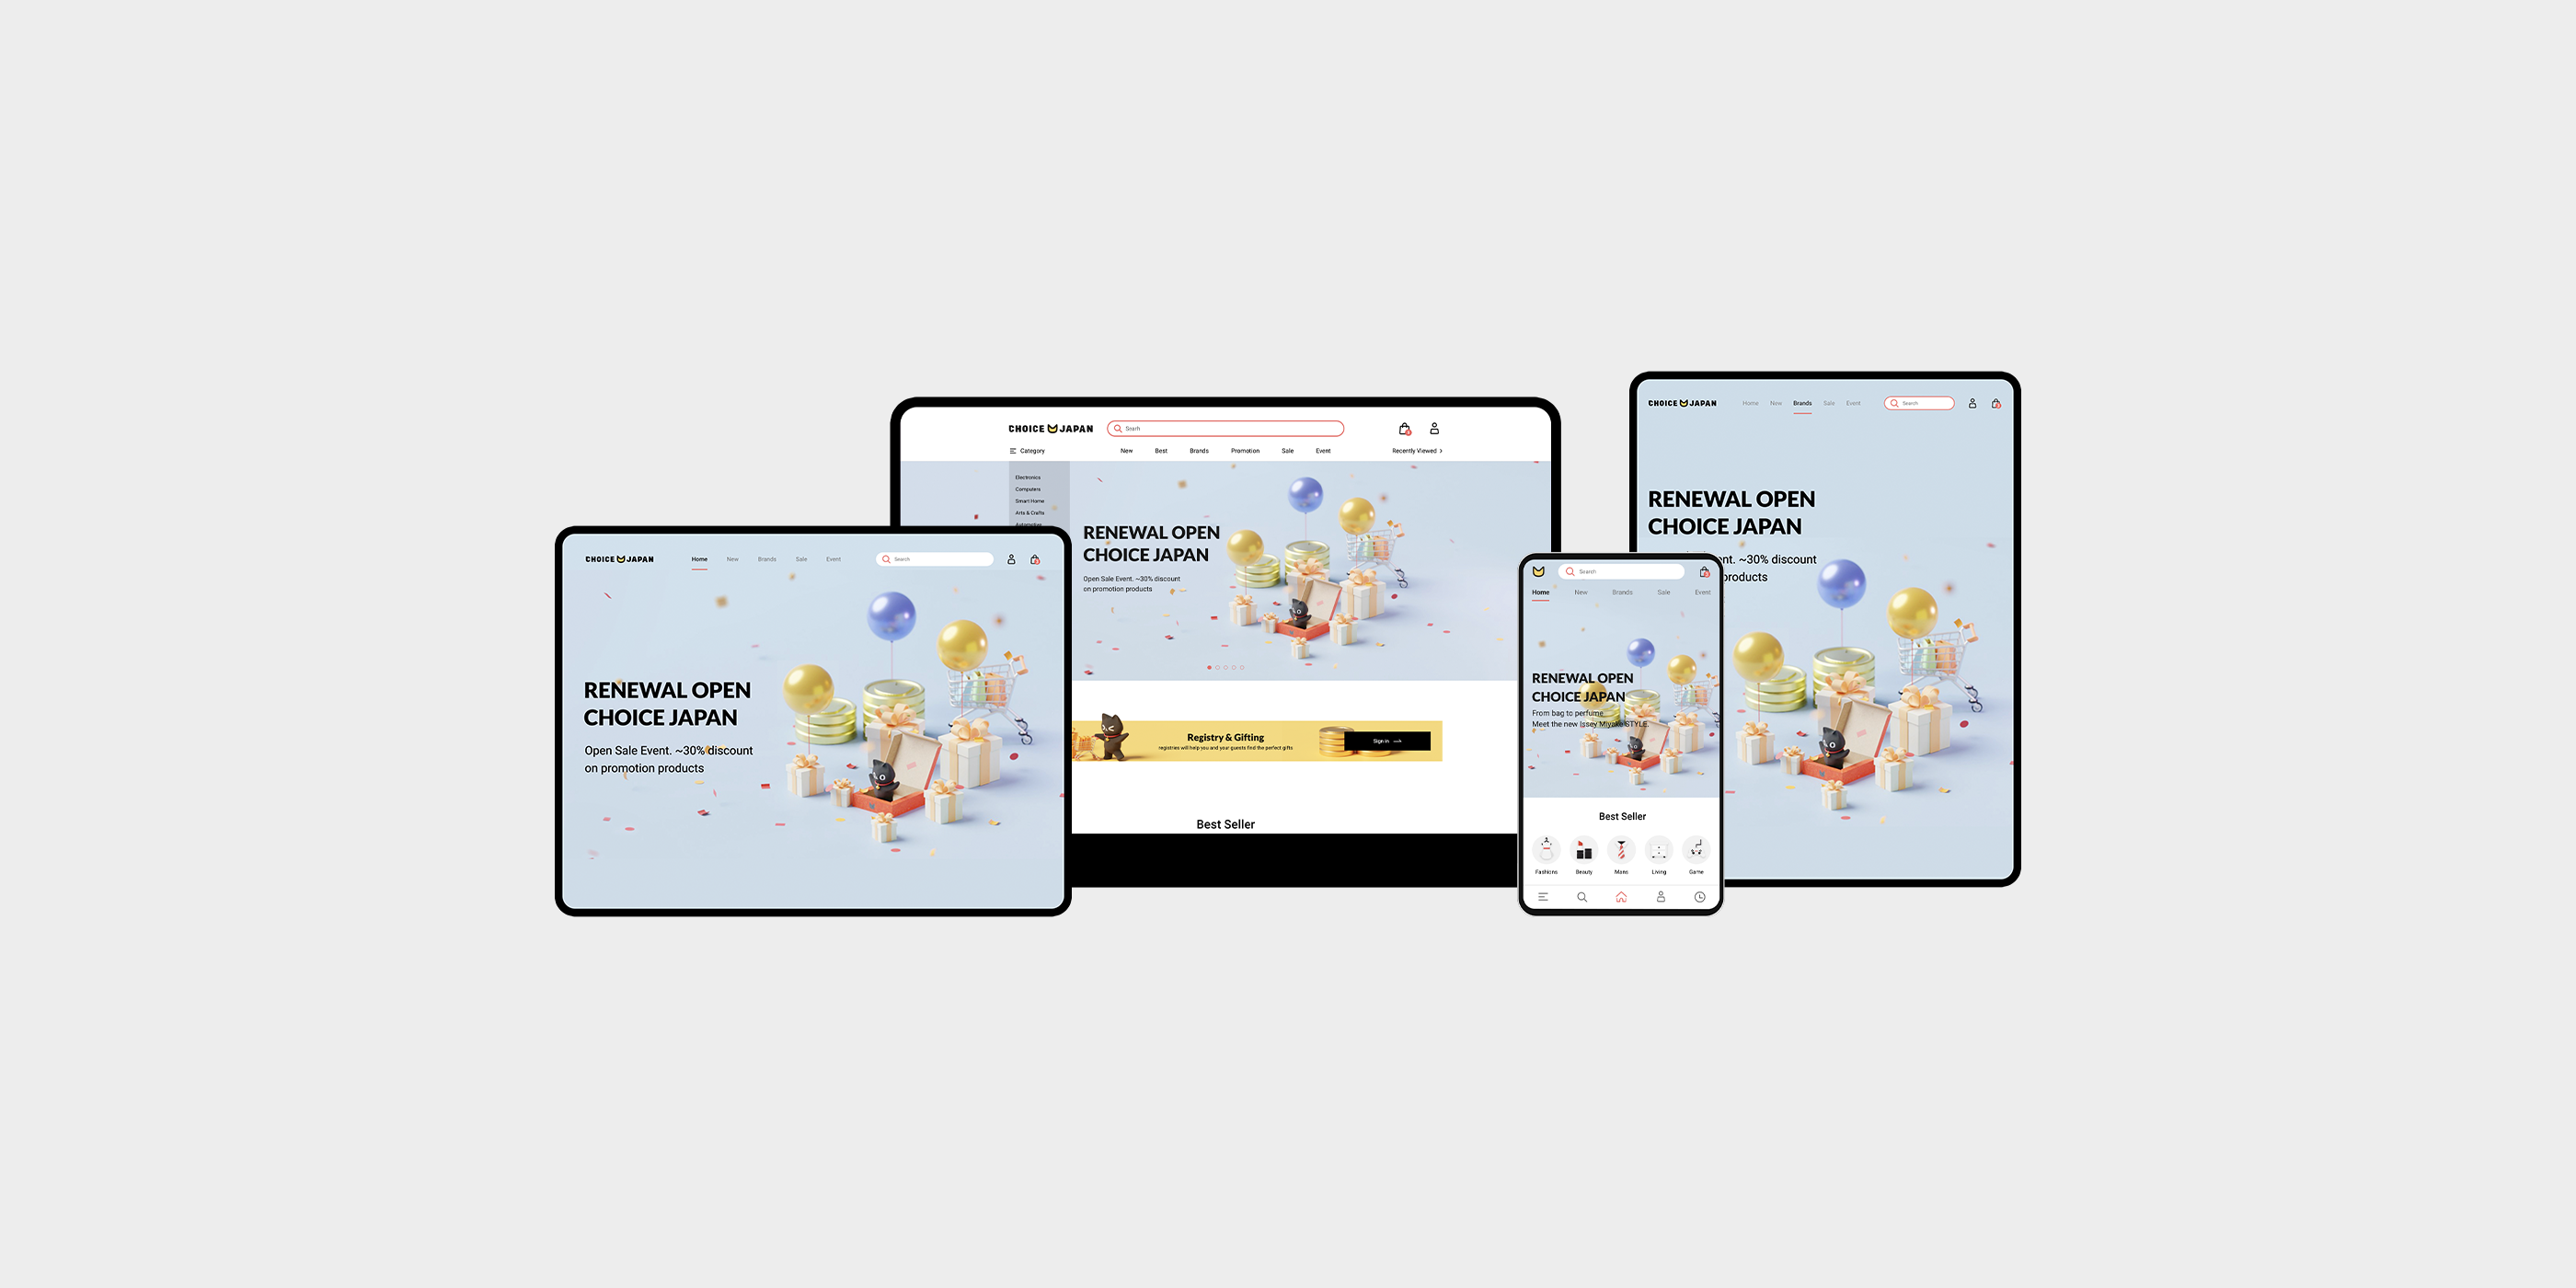 CHOICE JAPAN
Home New Brands Sale Event
Search
2
RENEWAL OPEN
CHOICE JAPAN
Open Sale Event. ~30% discount
on promotion products
CHOICE JAPAN
Searh
Category
New Best Brands Promotion Sale Event
Recently Viewed
Electronics
Computers
Smart Home
Arts & Crafts
Automotive
RENEWAL OPEN
CHOICE JAPAN
Open Sale Event. ~30% discount
on promotion products
Registry & Gifting
registries will help you and your guests find the perfect gifts
Sign in
Best Seller
Search
Home New Brands Sale Event
RENEWAL OPEN
CHOICE JAPAN
From bag to perfume
Meet the new Issey Miyake STYLE.
Best Seller
Fashions Beauty Mans Living Game
CHOICE JAPAN
Home New Brands Sale Event
Search
RENEWAL OPEN
CHOICE JAPAN
ent. ~30% discount
products